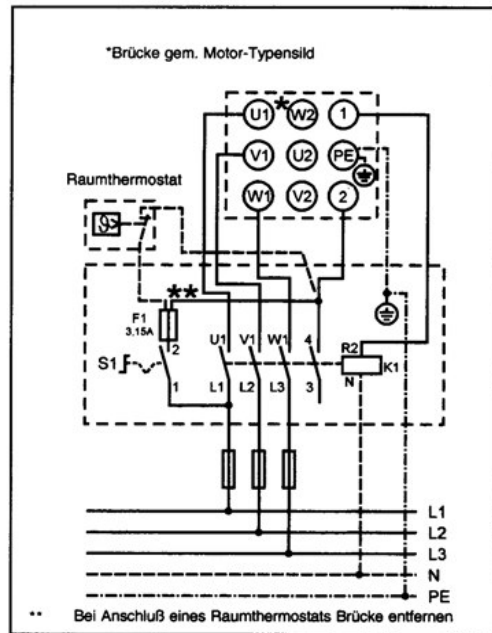 *Brücke gem. Motor-Typensild
U1 * W2 1
V1 U2 PE
W1 V2 2
Raumthermostat
**
F1
3,15A
2
U1 V1 W1 4
R2
S1
K1
N
1 L1 L2 L3 3
L1
L2
L3
N
PE
** Bei Anschluß eines Raumthermostats Brücke entfernen